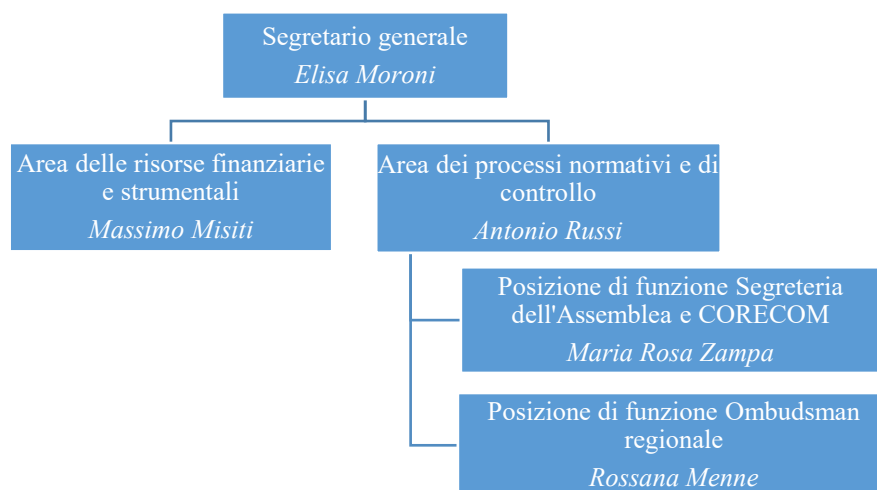 Segretario generale
Elisa Moroni
Area delle risorse finanziarie
e strumentali
Massimo Misiti
Area dei processi normativi e di
controllo
Antonio Russi
Posizione di funzione Segreteria
dell'Assemblea e CORECOM
Maria Rosa Zampa
Posizione di funzione Ombudsman
regionale
Rossana Menne